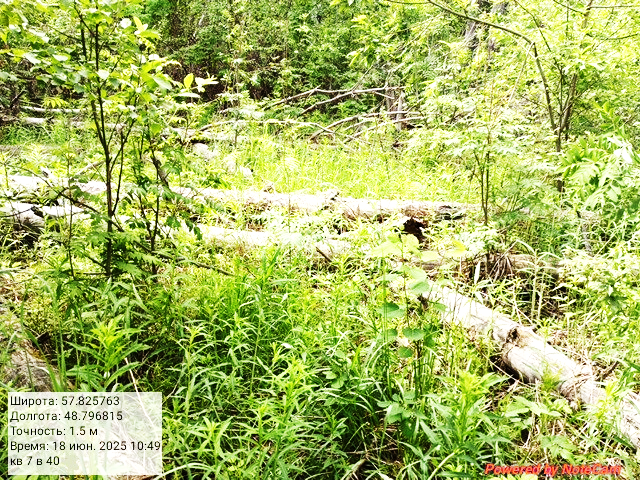 Широта: 57.825763
Долгота: 48.796815
Точность: 1.5 м
Время: 18 июн. 2025 10:49
кв 7 в 40
Powered by NoteCam